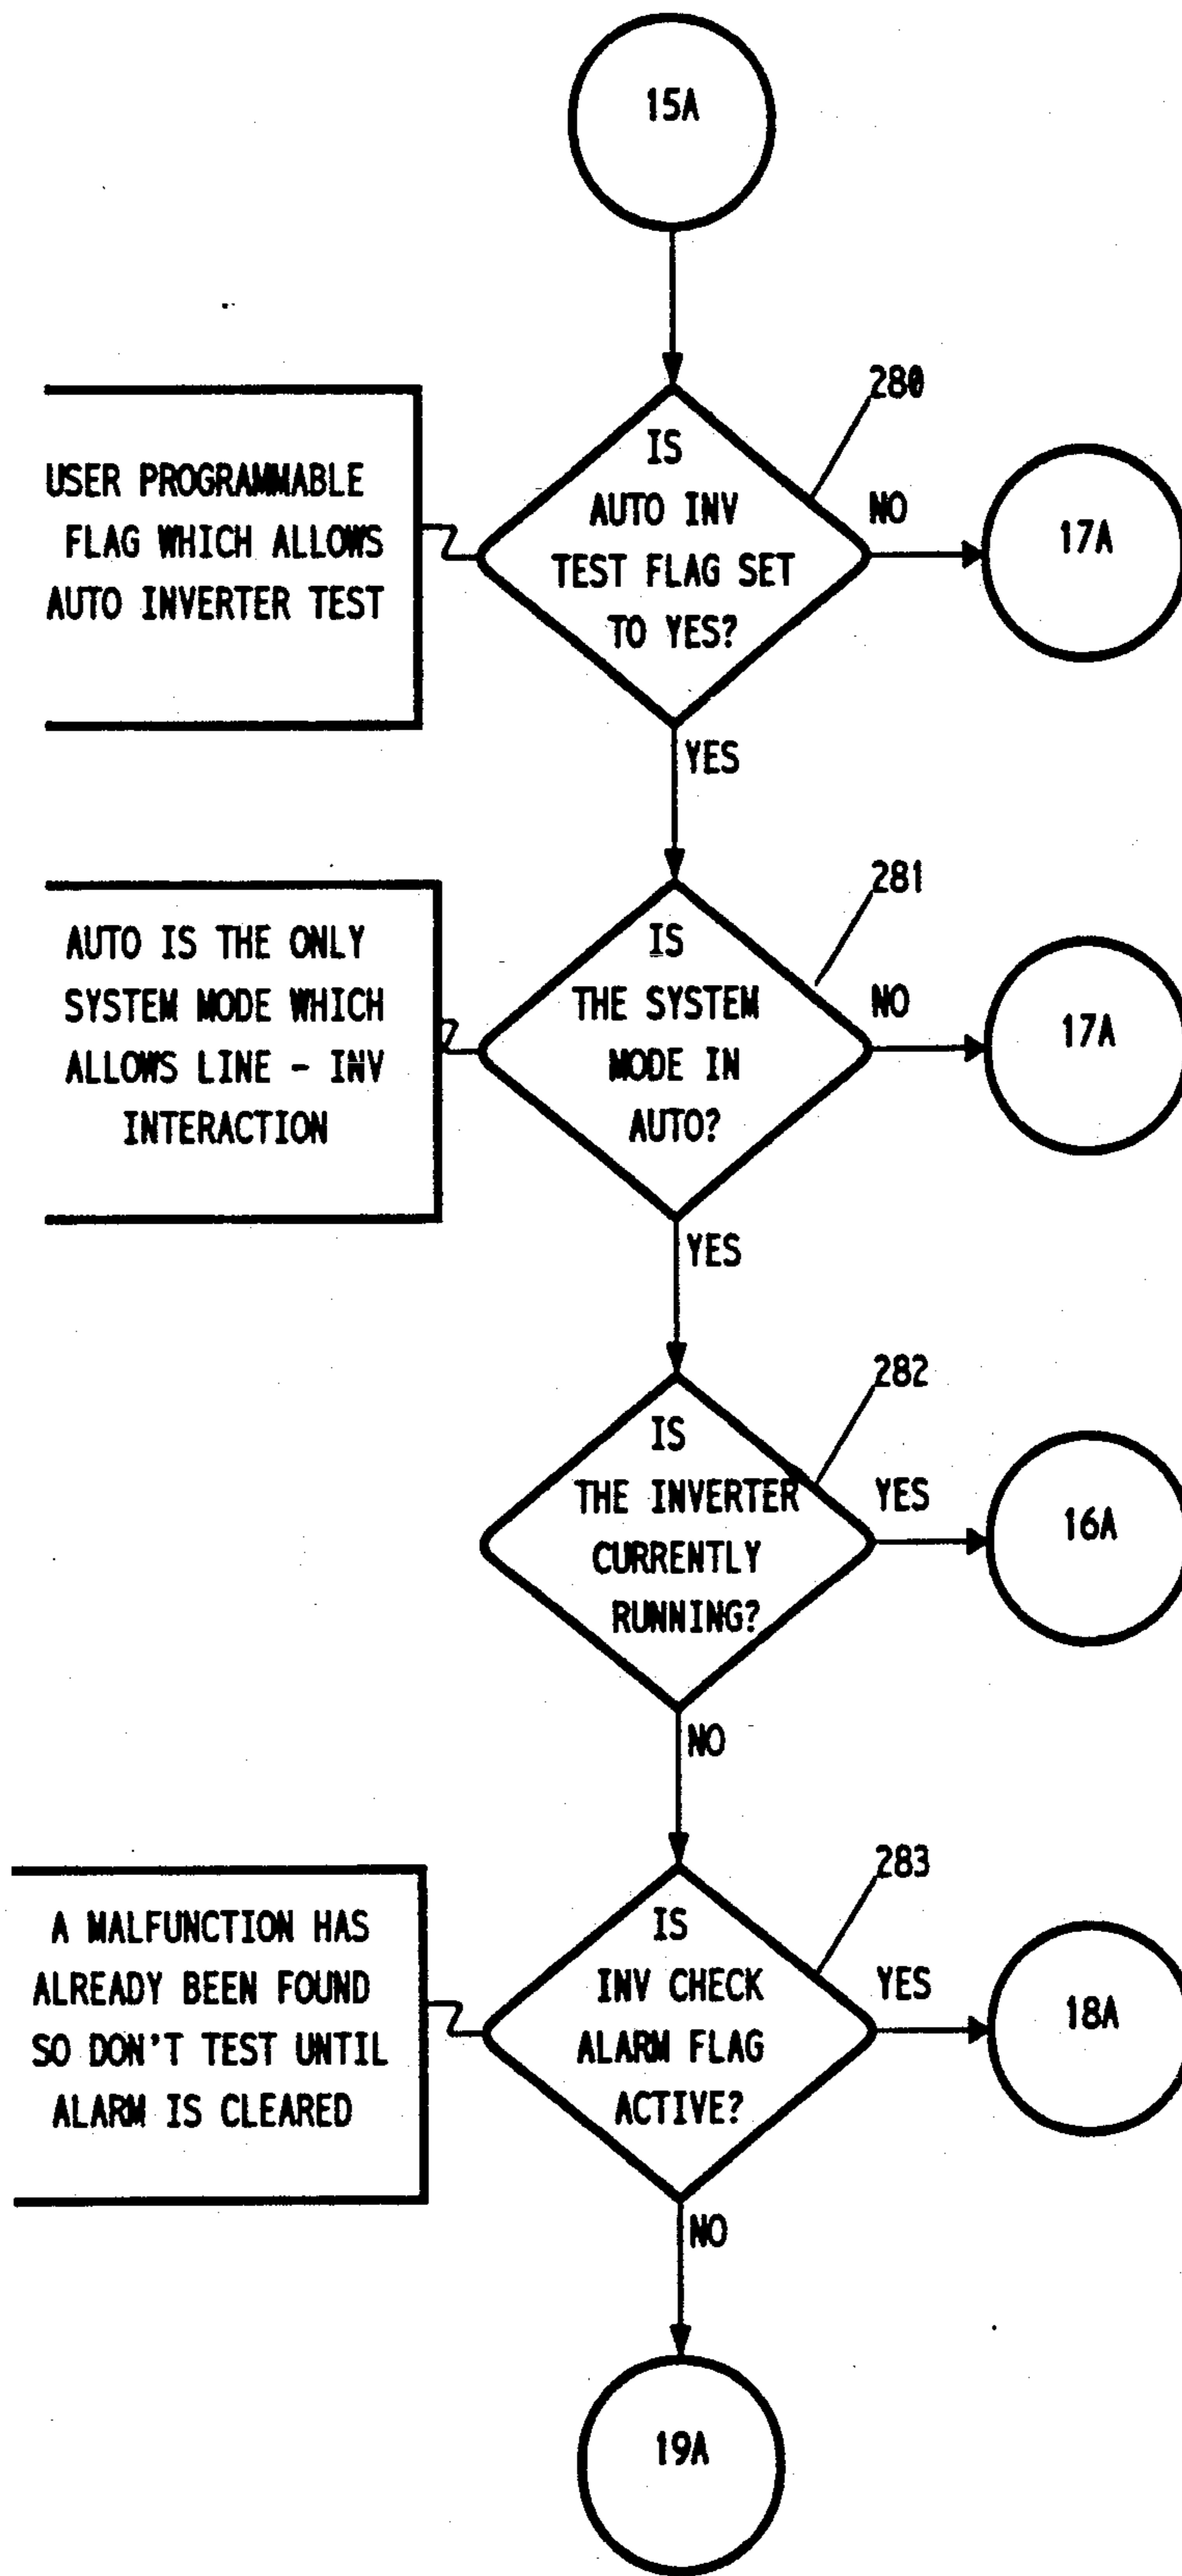 15A
280
USER PROGRAMMABLE
FLAG WHICH ALLOWS
AUTO INVERTER TEST
IS
AUTO INV
TEST FLAG SET
TO YES?
NO
17A
YES
281
AUTO IS THE ONLY
SYSTEM MODE WHICH
ALLOWS LINE - INV
INTERACTION
IS
THE SYSTEM
MODE IN
AUTO?
NO
17A
YES
282
IS
THE INVERTER
CURRENTLY
RUNNING?
YES
16A
NO
283
A MALFUNCTION HAS
ALREADY BEEN FOUND
SO DON'T TEST UNTIL
ALARM IS CLEARED
IS
INV CHECK
ALARM FLAG
ACTIVE?
YES
18A
NO
19A